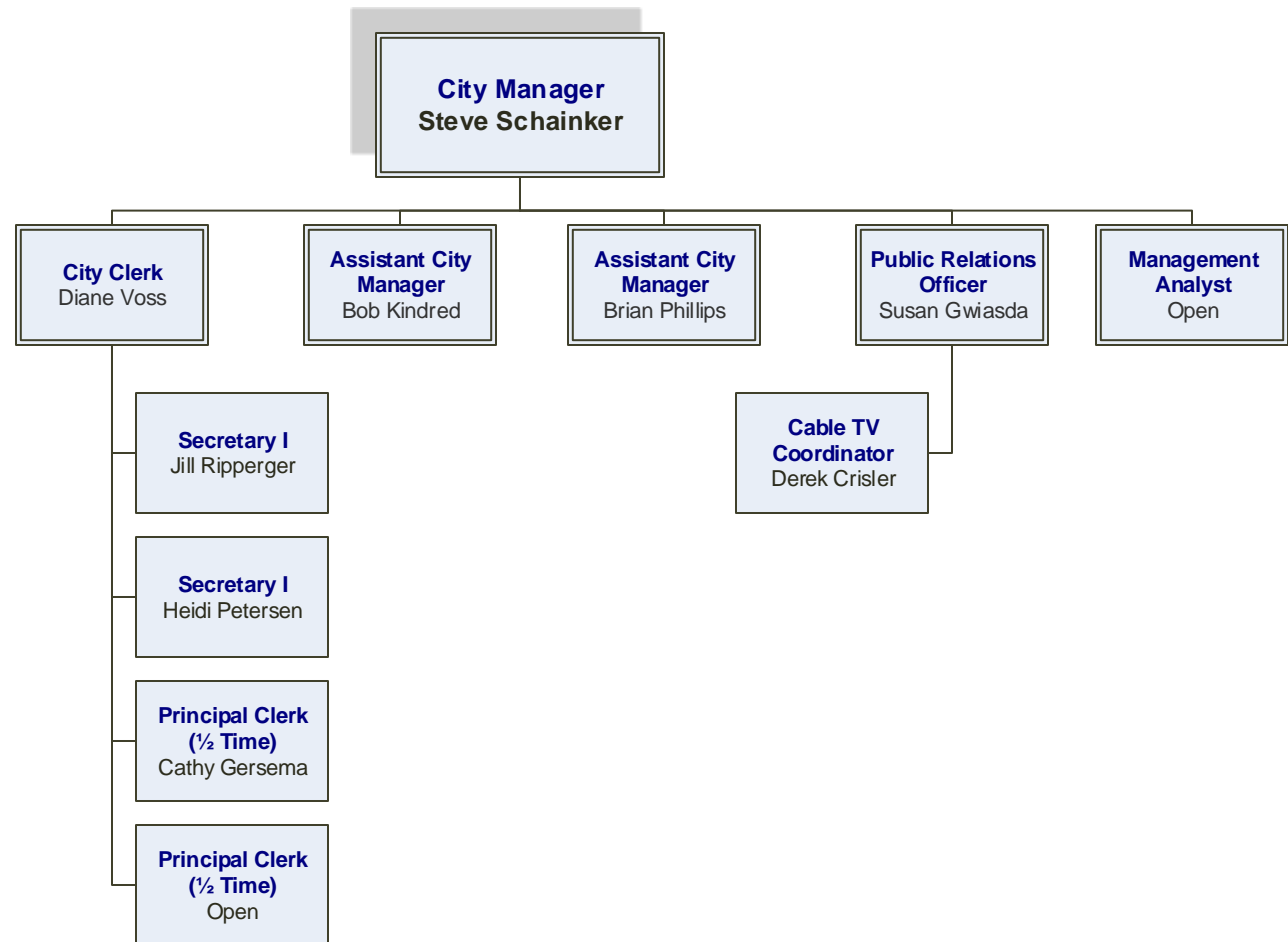 City Manager
Steve Schainker
City Clerk
Diane Voss
Assistant City
Manager
Bob Kindred
Assistant City
Manager
Brian Phillips
Public Relations
Officer
Susan Gwiasda
Management
Analyst
Open
Secretary I
Jill Ripperger
Cable TV
Coordinator
Derek Crisler
Secretary I
Heidi Petersen
Principal Clerk
(½ Time)
Cathy Gersema
Principal Clerk
(½ Time)
Open